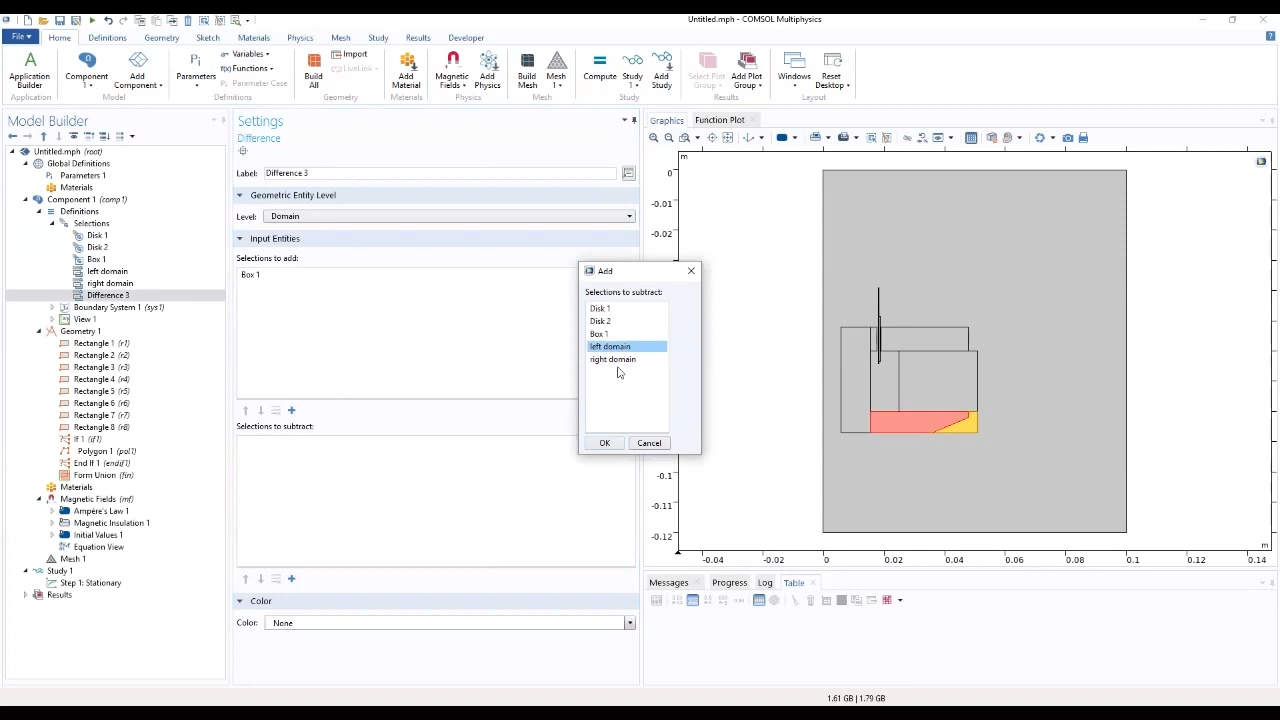 Untitled.mph - COMSOL Multiphysics
File Home Definitions Geometry Sketch Materials Physics Mesh Study Results Developer
Application Builder
Component 1
Add Component
Parameters
Variables
Functions
Parameter Case
Build All
Import
LiveLink
Add Material
Magnetic Fields
Add Physics
Build Mesh
Mesh 1
Compute
Study 1
Add Study
Select Plot Group
Add Plot Group
Windows
Reset Desktop
Application Model Definitions Geometry Materials Physics Mesh Study Results Layout
Model Builder
Untitled.mph (root)
Global Definitions
Parameters 1
Materials
Component 1 (comp1)
Definitions
Selections
Disk 1
Disk 2
Box 1
left domain
right domain
Difference 3
Boundary System 1 (sys1)
View 1
Geometry 1
Rectangle 1 (r1)
Rectangle 2 (r2)
Rectangle 3 (r3)
Rectangle 4 (r4)
Rectangle 5 (r5)
Rectangle 6 (r6)
Rectangle 7 (r7)
Rectangle 8 (r8)
If 1 (if1)
Polygon 1 (pol1)
End If 1 (endif1)
Form Union (fin)
Materials
Magnetic Fields (mf)
Ampère's Law 1
Magnetic Insulation 1
Initial Values 1
Equation View
Mesh 1
Study 1
Step 1: Stationary
Results
Settings
Difference
Label: Difference 3
Geometric Entity Level
Level: Domain
Input Entities
Selections to add:
Box 1
Selections to subtract:
Color
Color: None
Add
Selections to subtract:
Disk 1
Disk 2
Box 1
left domain
right domain
OK Cancel
Graphics Function Plot
m
0
-0.01
-0.02
-0.1
-0.11
-0.12
m
-0.04 -0.02 0 0.02 0.04 0.06 0.08 0.1 0.12 0.14
Messages Progress Log Table
1.61 GB | 1.79 GB